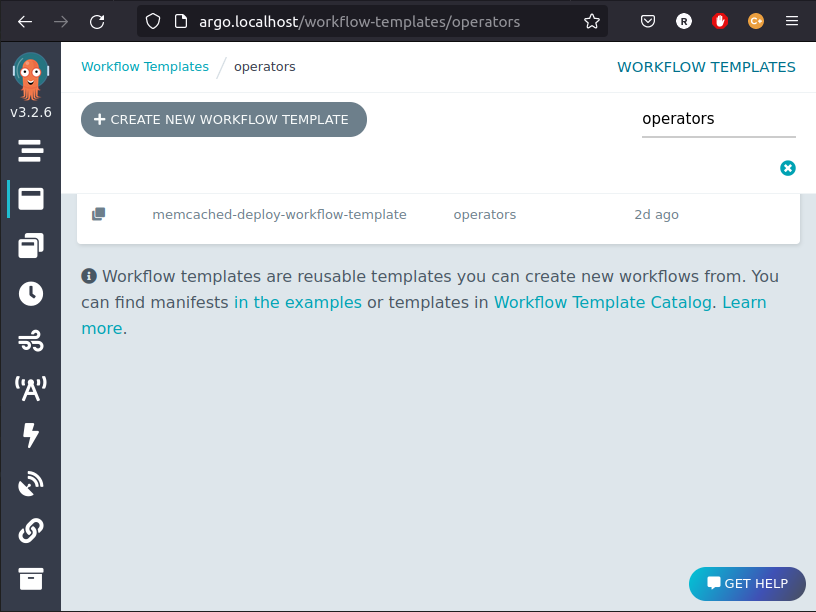 argo.localhost/workflow-templates/operators
R
C+
v3.2.6
Workflow Templates / operators
WORKFLOW TEMPLATES
+ CREATE NEW WORKFLOW TEMPLATE
operators
memcached-deploy-workflow-template operators 2d ago
Workflow templates are reusable templates you can create new workflows from. You
can find manifests in the examples or templates in Workflow Template Catalog. Learn
more.
GET HELP